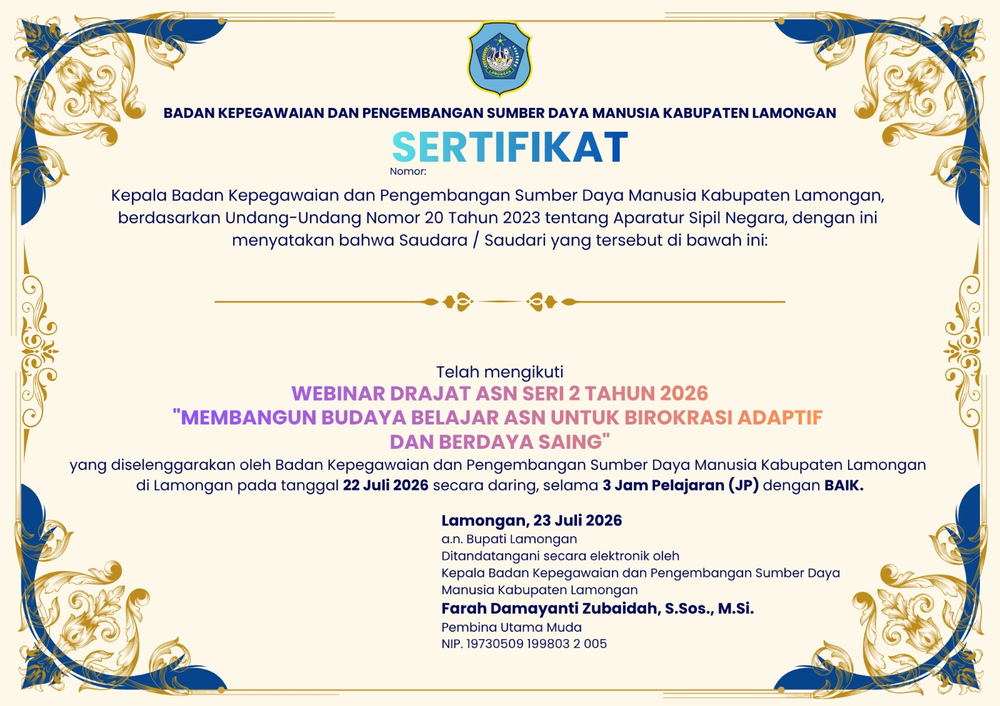 LAMONGAN
BADAN KEPEGAWAIAN DAN PENGEMBANGAN SUMBER DAYA MANUSIA KABUPATEN LAMONGAN
SERTIFIKAT
Nomor:
Kepala Badan Kepegawaian dan Pengembangan Sumber Daya Manusia Kabupaten Lamongan,
berdasarkan Undang-Undang Nomor 20 Tahun 2023 tentang Aparatur Sipil Negara, dengan ini
menyatakan bahwa Saudara / Saudari yang tersebut di bawah ini:
Telah mengikuti
WEBINAR DRAJAT ASN SERI 2 TAHUN 2026
"MEMBANGUN BUDAYA BELAJAR ASN UNTUK BIROKRASI ADAPTIF
DAN BERDAYA SAING"
yang diselenggarakan oleh Badan Kepegawaian dan Pengembangan Sumber Daya Manusia Kabupaten Lamongan
di Lamongan pada tanggal 22 Juli 2026 secara daring, selama 3 Jam Pelajaran (JP) dengan BAIK.
Lamongan, 23 Juli 2026
a.n. Bupati Lamongan
Ditandatangani secara elektronik oleh
Kepala Badan Kepegawaian dan Pengembangan Sumber Daya
Manusia Kabupaten Lamongan
Farah Damayanti Zubaidah, S.Sos., M.Si.
Pembina Utama Muda
NIP. 19730509 199803 2 005